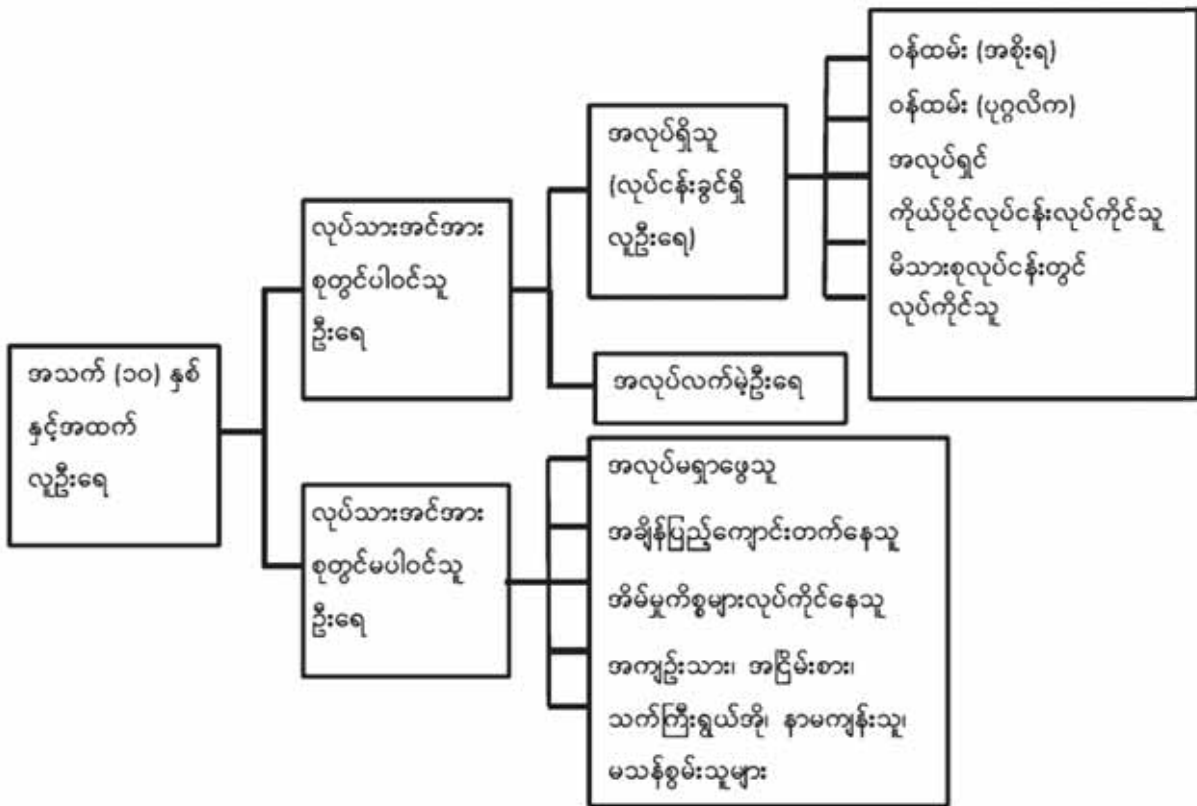 အသက် (၁၀) နှစ်
နှင့်အထက်
လူဦးရေ
လုပ်သားအင်အား
စုတွင်ပါဝင်သူ
ဦးရေ
အလုပ်ရှိသူ
(လုပ်ငန်းခွင်ရှိ
လူဦးရေ)
ဝန်ထမ်း (အစိုးရ)
ဝန်ထမ်း (ပုဂ္ဂလိက)
အလုပ်ရှင်
ကိုယ်ပိုင်လုပ်ငန်းလုပ်ကိုင်သူ
မိသားစုလုပ်ငန်းတွင်
လုပ်ကိုင်သူ
အလုပ်လက်မဲ့ဦးရေ
လုပ်သားအင်အား
စုတွင်မပါဝင်သူ
ဦးရေ
အလုပ်မရှာဖွေသူ
အချိန်ပြည့်ကျောင်းတက်နေသူ
အိမ်မှုကိစ္စများလုပ်ကိုင်နေသူ
အကျဉ်းသား၊ အငြိမ်းစား၊
သက်ကြီးရွယ်အို၊ နာမကျန်းသူ၊
မသန်စွမ်းသူများ